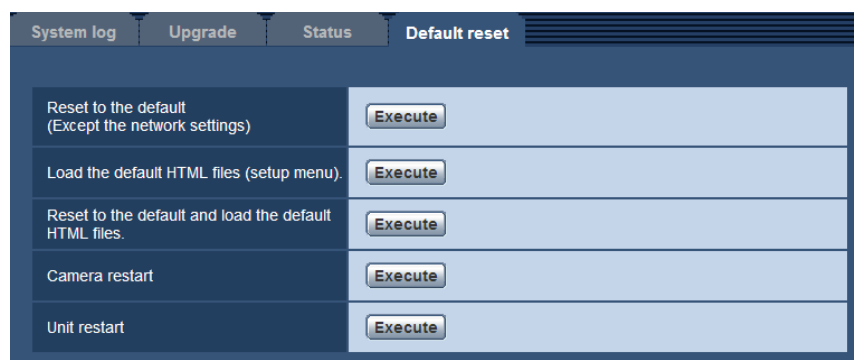 System log Upgrade Status Default reset
Reset to the default
(Except the network settings)
Execute
Load the default HTML files (setup menu).
Execute
Reset to the default and load the default
HTML files.
Execute
Camera restart
Execute
Unit restart
Execute